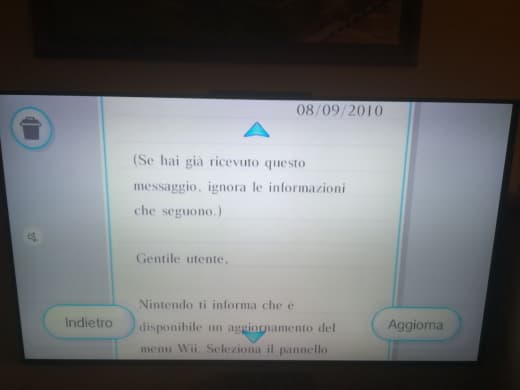 08/09/2010
(Se hai già ricevuto questo
messaggio, ignora le informazioni
che seguono.)
Gentile utente,
Nintendo ti informa che è
disponibile un aggiornamento del
menu Wii. Seleziona il pannello
Indietro
Aggiorna